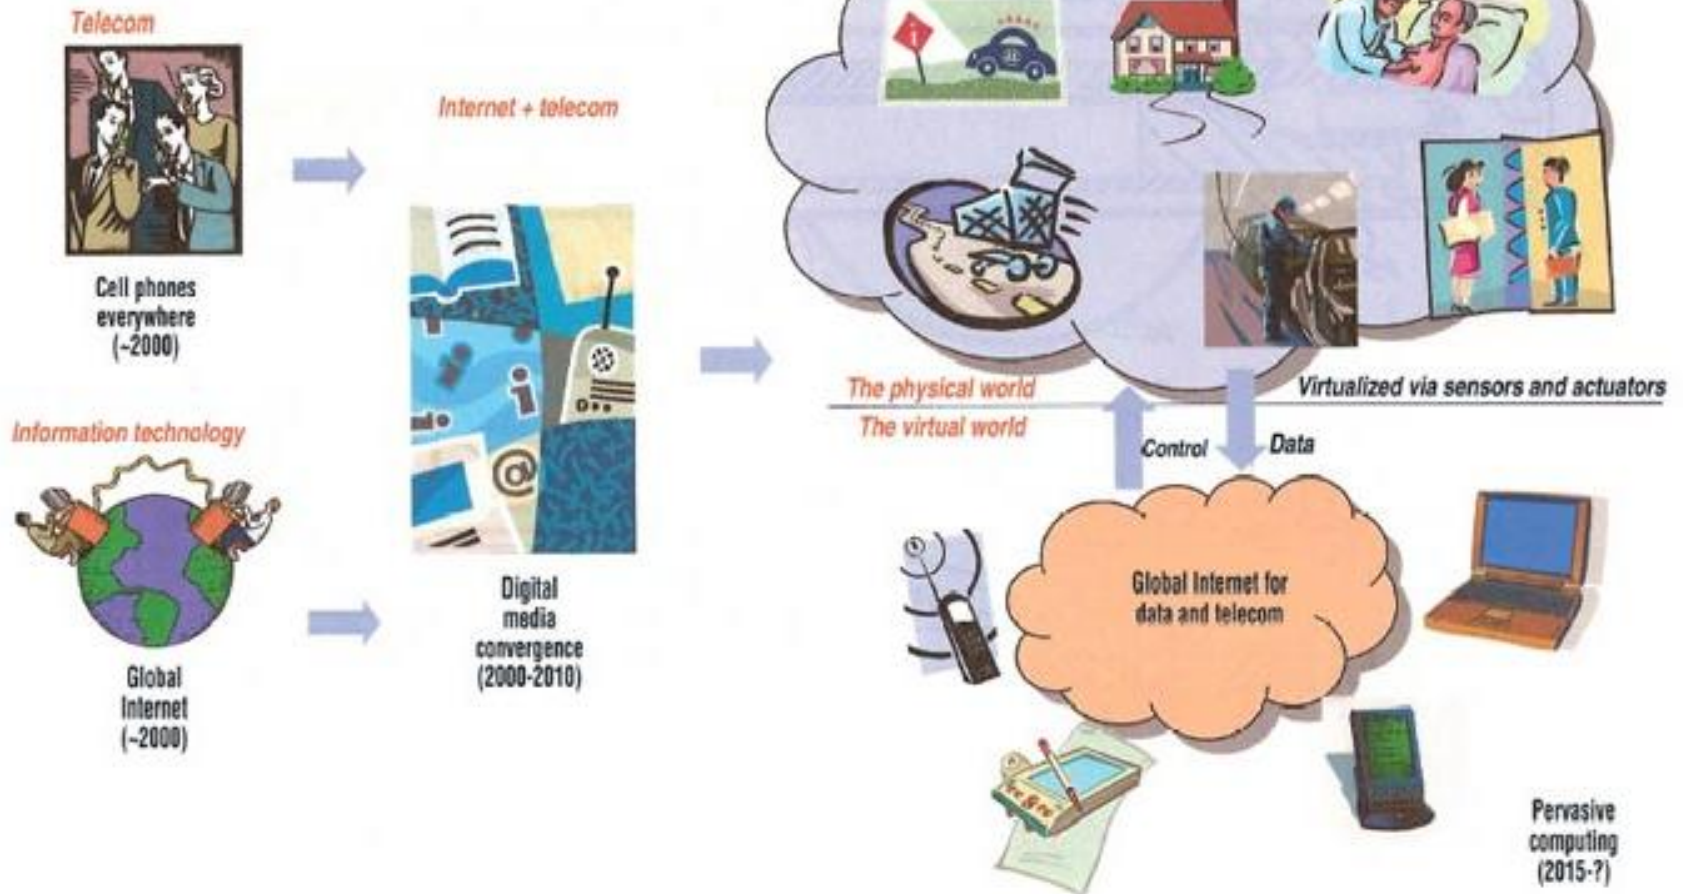 Telecom
Cell phones
everywhere
(~2000)
Information technology
Global
Internet
(~2000)
Internet + telecom
i
@
Digital
media
convergence
(2000-2010)
i
The physical world
The virtual world
Virtualized via sensors and actuators
Control
Data
Global Internet for
data and telecom
Pervasive
computing
(2015-?)